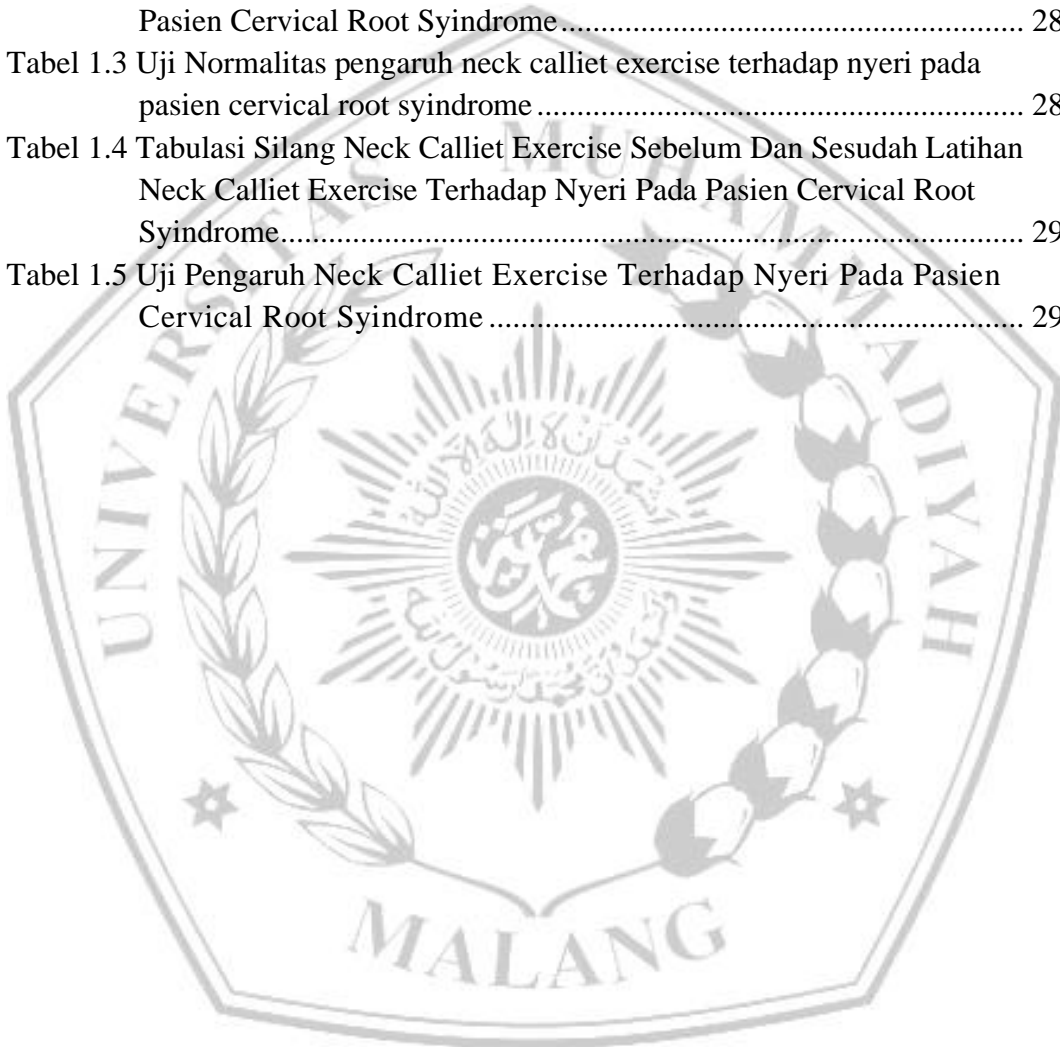 Pasien Cervical Root Syindrome.......................................................................... 28
Tabel 1.3 Uji Normalitas pengaruh neck calliet exercise terhadap nyeri pada
pasien cervical root syindrome............................................................................. 28
Tabel 1.4 Tabulasi Silang Neck Calliet Exercise Sebelum Dan Sesudah Latihan
Neck Calliet Exercise Terhadap Nyeri Pada Pasien Cervical Root
Syindrome............................................................................................................. 29
Tabel 1.5 Uji Pengaruh Neck Calliet Exercise Terhadap Nyeri Pada Pasien
Cervical Root Syindrome..................................................................................... 29
UNIVERSITAS MUHAMMADIYAH
MALANG